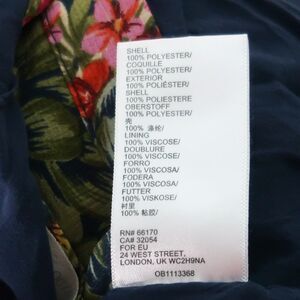 SHELL
100% POLYESTER/
COQUILLE
100% POLYESTER/
EXTERIOR
100% POLIÉSTER/
SHELL
100% POLIESTERE
OBERSTOFF
100% POLYESTER/
壳
100% 涤纶/
LINING
100% VISCOSE/
DOUBLURE
100% VISCOSE/
FORRO
100% VISCOSA/
FODERA
100% VISCOSA/
FUTTER
100% VISKOSE/
衬里
100% 粘胶/
RN# 66170
CA# 32054
FOR EU
24 WEST STREET,
LONDON, UK WC2H9NA
OB1113368